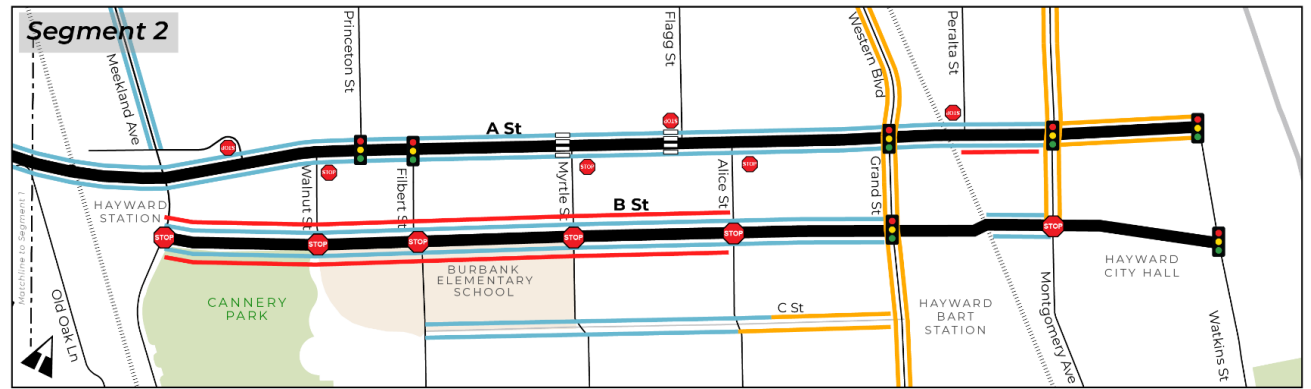 Segment 2
Princeton St
Flagg St
Western Blvd
Peralta St
Meekland Ave
A St
STOP
STOP
STOP
STOP
STOP
STOP
Walnut St
Filbert St
Myrtle St
Alice St
Grand St
Matchline to Segment 1
HAYWARD
STATION
B St
STOP
STOP
STOP
STOP
STOP
STOP
BURBANK
ELEMENTARY
SCHOOL
HAYWARD
CITY HALL
CANNERY
PARK
C St
HAYWARD
BART
STATION
Old Oak Ln
Montgomery Ave
Watkins St